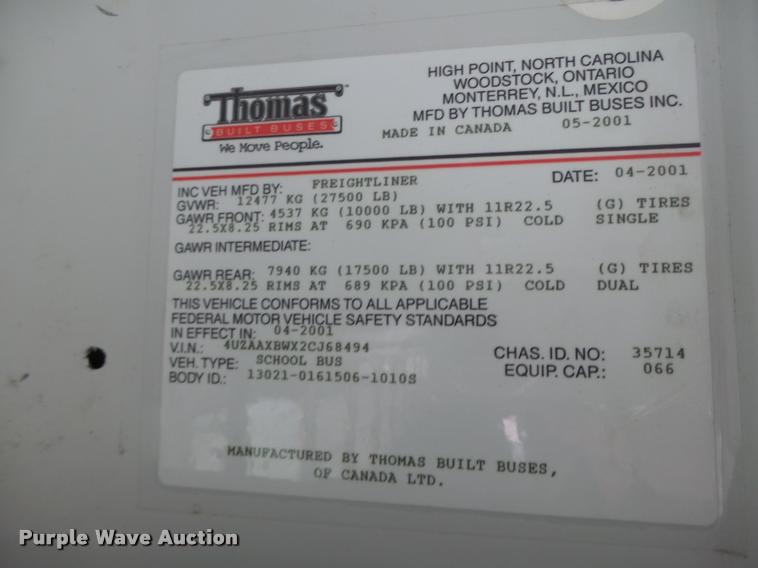 Thomas
BUILT BUSES
We Move People.
HIGH POINT, NORTH CAROLINA
WOODSTOCK, ONTARIO
MONTERREY, N.L., MEXICO
MFD BY THOMAS BUILT BUSES INC.
MADE IN CANADA 05-2001
INC VEH MFD BY: FREIGHTLINER DATE: 04-2001
GVWR: 12477 KG (27500 LB)
GAWR FRONT: 4537 KG (10000 LB) WITH 11R22.5 (G) TIRES
22.5X8.25 RIMS AT 690 KPA (100 PSI) COLD SINGLE
GAWR INTERMEDIATE:
GAWR REAR: 7940 KG (17500 LB) WITH 11R22.5 (G) TIRES
22.5X8.25 RIMS AT 689 KPA (100 PSI) COLD DUAL
THIS VEHICLE CONFORMS TO ALL APPLICABLE
FEDERAL MOTOR VEHICLE SAFETY STANDARDS
IN EFFECT IN: 04-2001
V.I.N.: 4UZAAXBWX2CJ68494 CHAS. ID. NO: 35714
VEH. TYPE: SCHOOL BUS EQUIP. CAP.: 066
BODY ID.: 13021-0161506-1010S
MANUFACTURED BY THOMAS BUILT BUSES,
OF CANADA LTD.
Purple Wave Auction